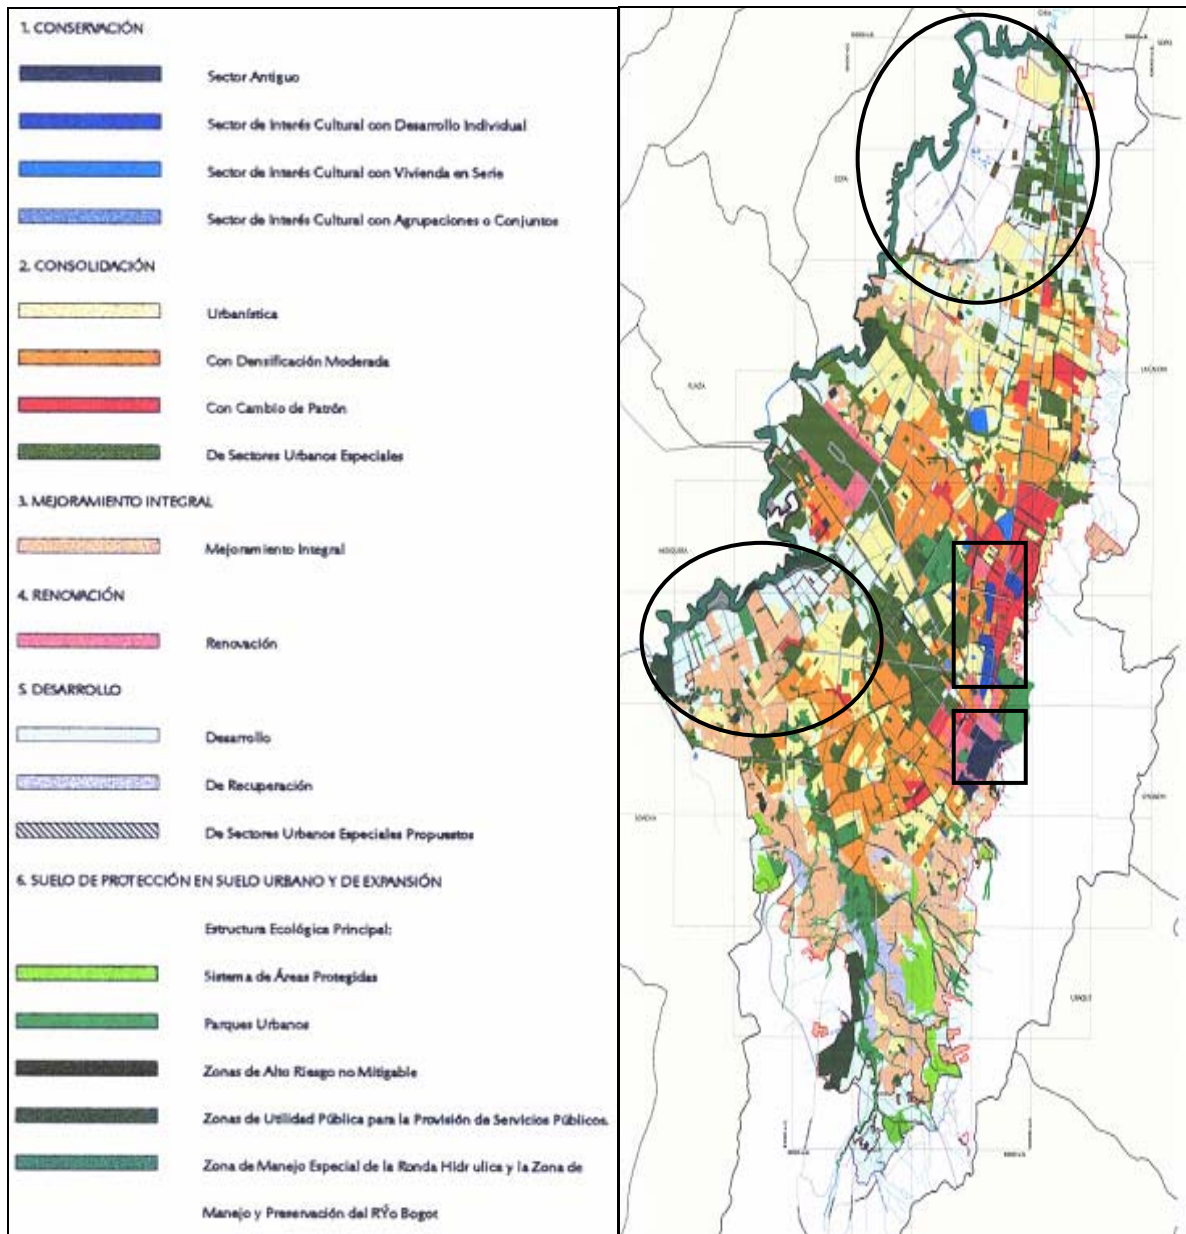 1. CONSERVACIÓN
Sector Antiguo
Sector de Interés Cultural con Desarrollo Individual
Sector de Interés Cultural con Vivienda en Serie
Sector de Interés Cultural con Agrupaciones o Conjuntos
2. CONSOLIDACIÓN
Urbanística
Con Densificación Moderada
Con Cambio de Patrón
De Sectores Urbanos Especiales
3. MEJORAMIENTO INTEGRAL
Mejoramiento Integral
4. RENOVACIÓN
Renovación
5. DESARROLLO
Desarrollo
De Recuperación
De Sectores Urbanos Especiales Propuestos
6. SUELO DE PROTECCIÓN EN SUELO URBANO Y DE EXPANSIÓN
Estructura Ecológica Principal:
Sistema de Áreas Protegidas
Parques Urbanos
Zonas de Alto Riesgo no Mitigable
Zonas de Utilidad Pública para la Provisión de Servicios Públicos.
Zona de Manejo Especial de la Ronda Hidr ulica y la Zona de
Manejo y Preservación del RÝo Bogot
COTA
LA CALERA
MOSQUERA
SOACHA